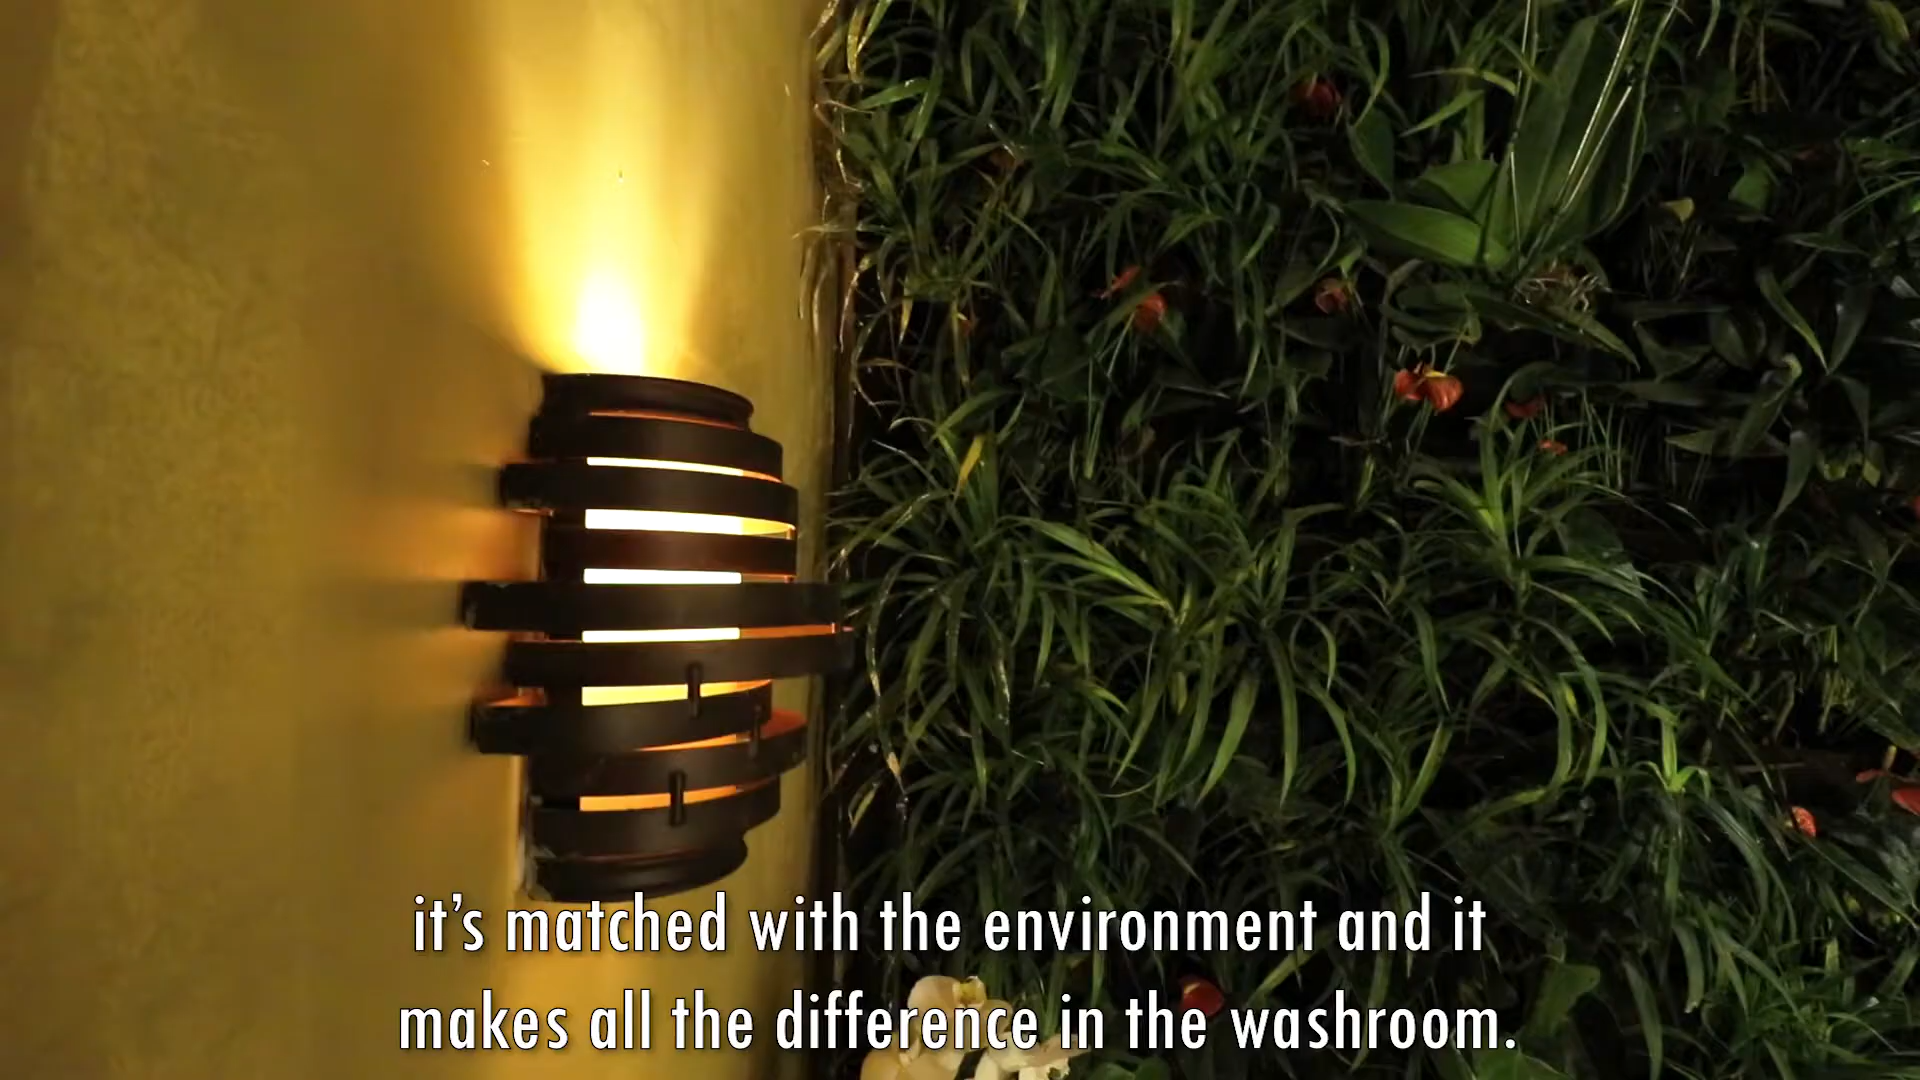 it’s matched with the environment and it
makes all the difference in the washroom.